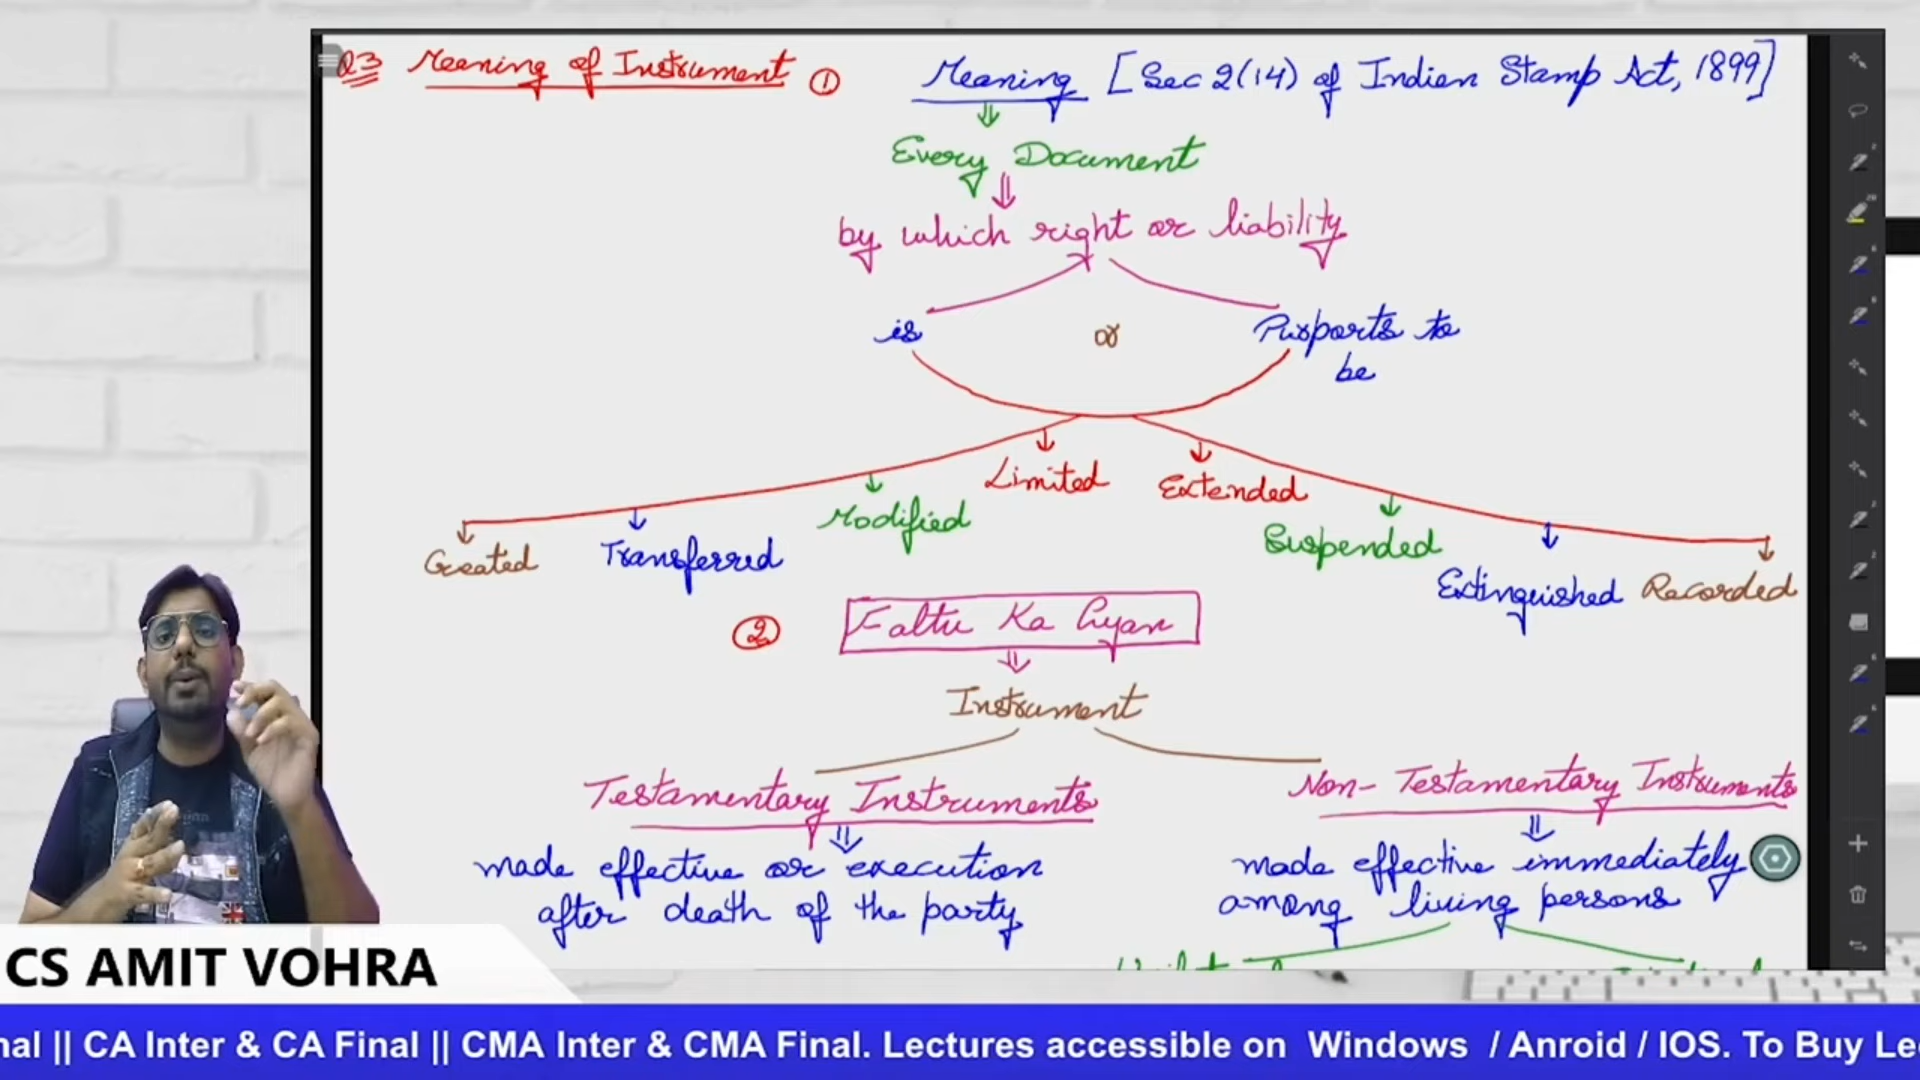 Q3 Meaning of Instrument ① Meaning [Sec 2(14) of Indian Stamp Act, 1899]
Every Document
by which right or liability
is or Purports to
be
Limited Extended
Created Transferred Modified Suspended Extinguished Recorded
② Faltu Ka Gyan
Instrument
Testamentary Instruments Non-Testamentary Instruments
made effective or execution
after death of the party
made effective immediately
among living persons
CS AMIT VOHRA
nal || CA Inter & CA Final || CMA Inter & CMA Final. Lectures accessible on Windows / Anroid / IOS. To Buy Le